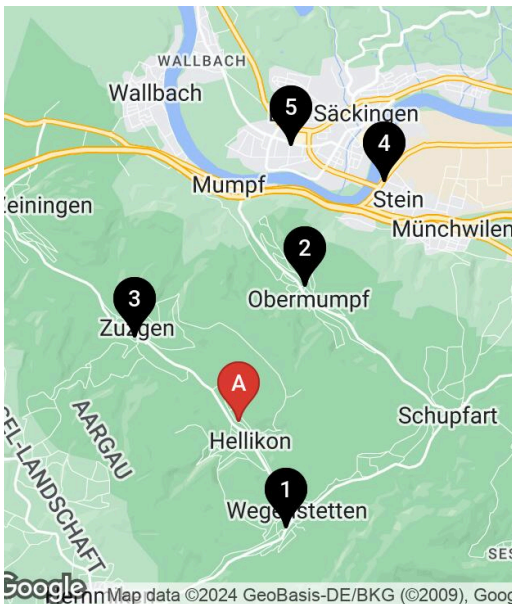 WALLBACH
Wallbach
5
Säckingen
4
Mumpf
Stein
Zeiningen
Münchwilen
2
Obermumpf
3
Zuzgen
A
AARGAU
Schupfart
Hellikon
1
Wegenstetten
Google
Map data ©2024 GeoBasis-DE/BKG (©2009), Goog